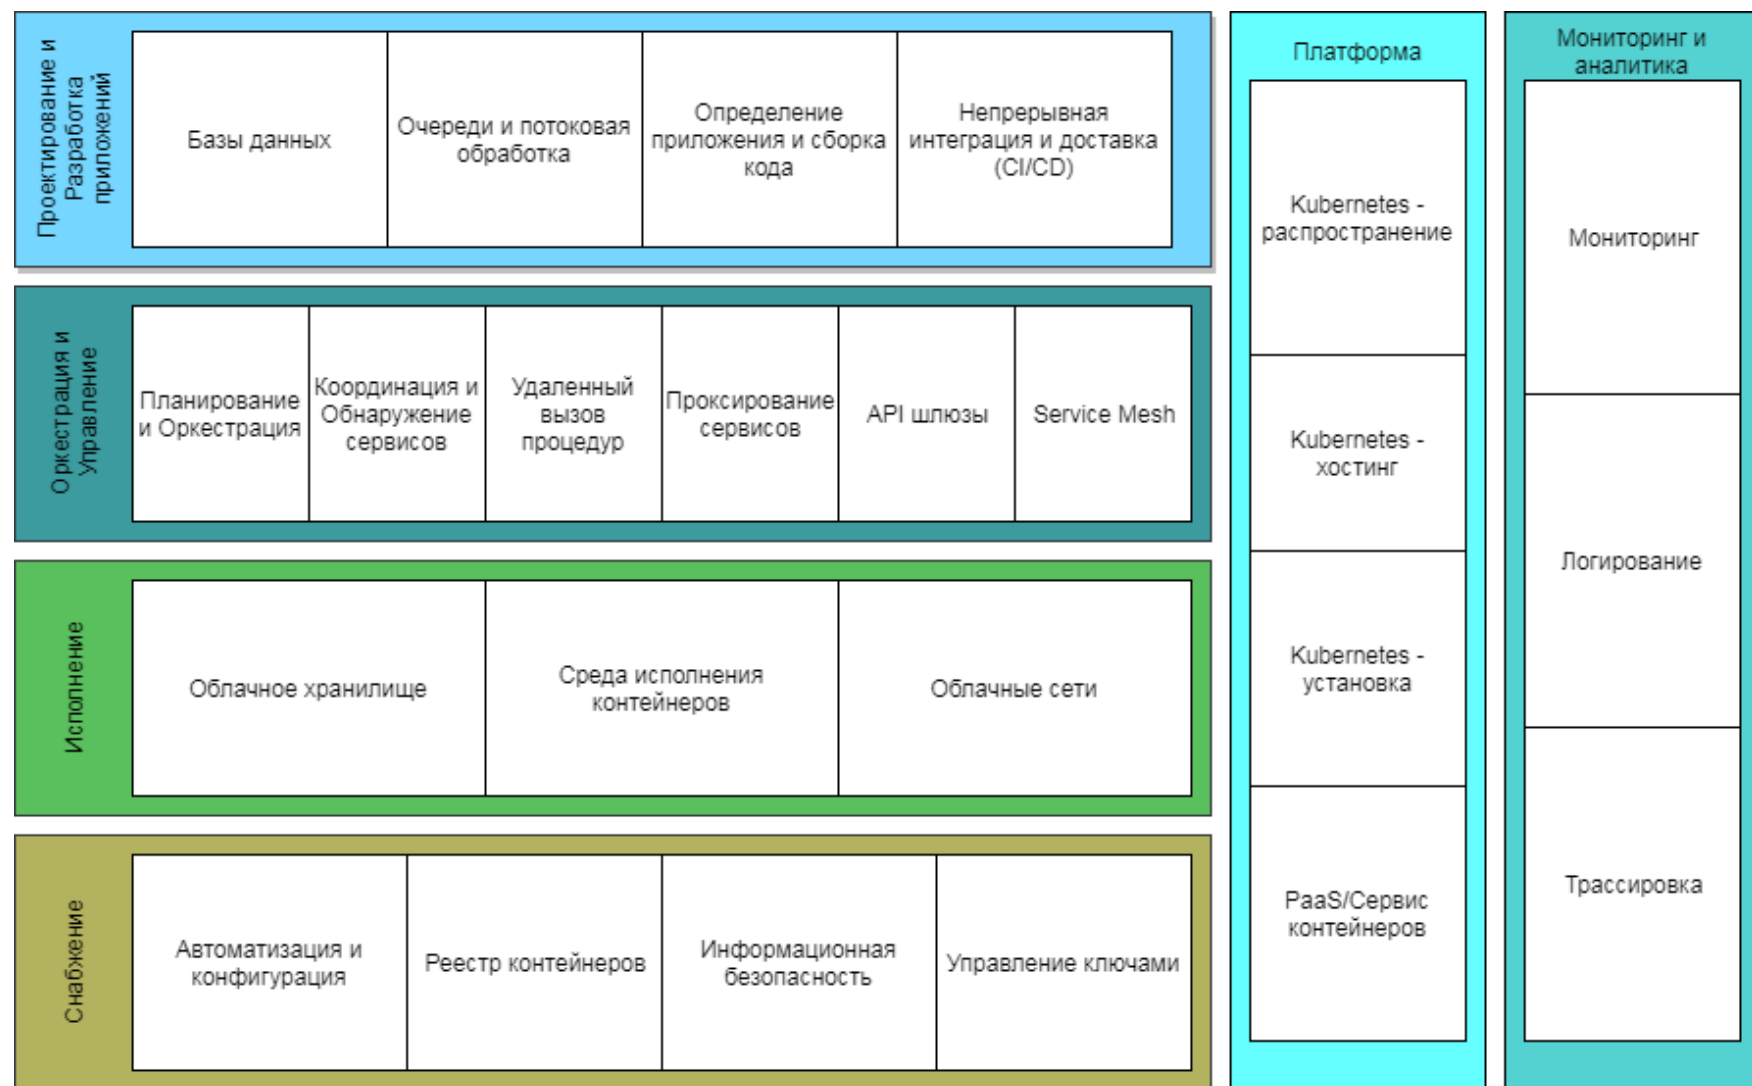 Проектирование и
Разработка
приложений
Базы данных
Очереди и потоковая
обработка
Определение
приложения и сборка
кода
Непрерывная
интеграция и доставка
(CI/CD)
Оркестрация и
Управление
Планирование
и Оркестрация
Координация и
Обнаружение
сервисов
Удаленный
вызов
процедур
Проксирование
сервисов
API шлюзы
Service Mesh
Исполнение
Облачное хранилище
Среда исполнения
контейнеров
Облачные сети
Снабжение
Автоматизация и
конфигурация
Реестр контейнеров
Информационная
безопасность
Управление ключами
Платформа
Kubernetes -
распространение
Kubernetes -
хостинг
Kubernetes -
установка
PaaS/Сервис
контейнеров
Мониторинг и
аналитика
Мониторинг
Логирование
Трассировка